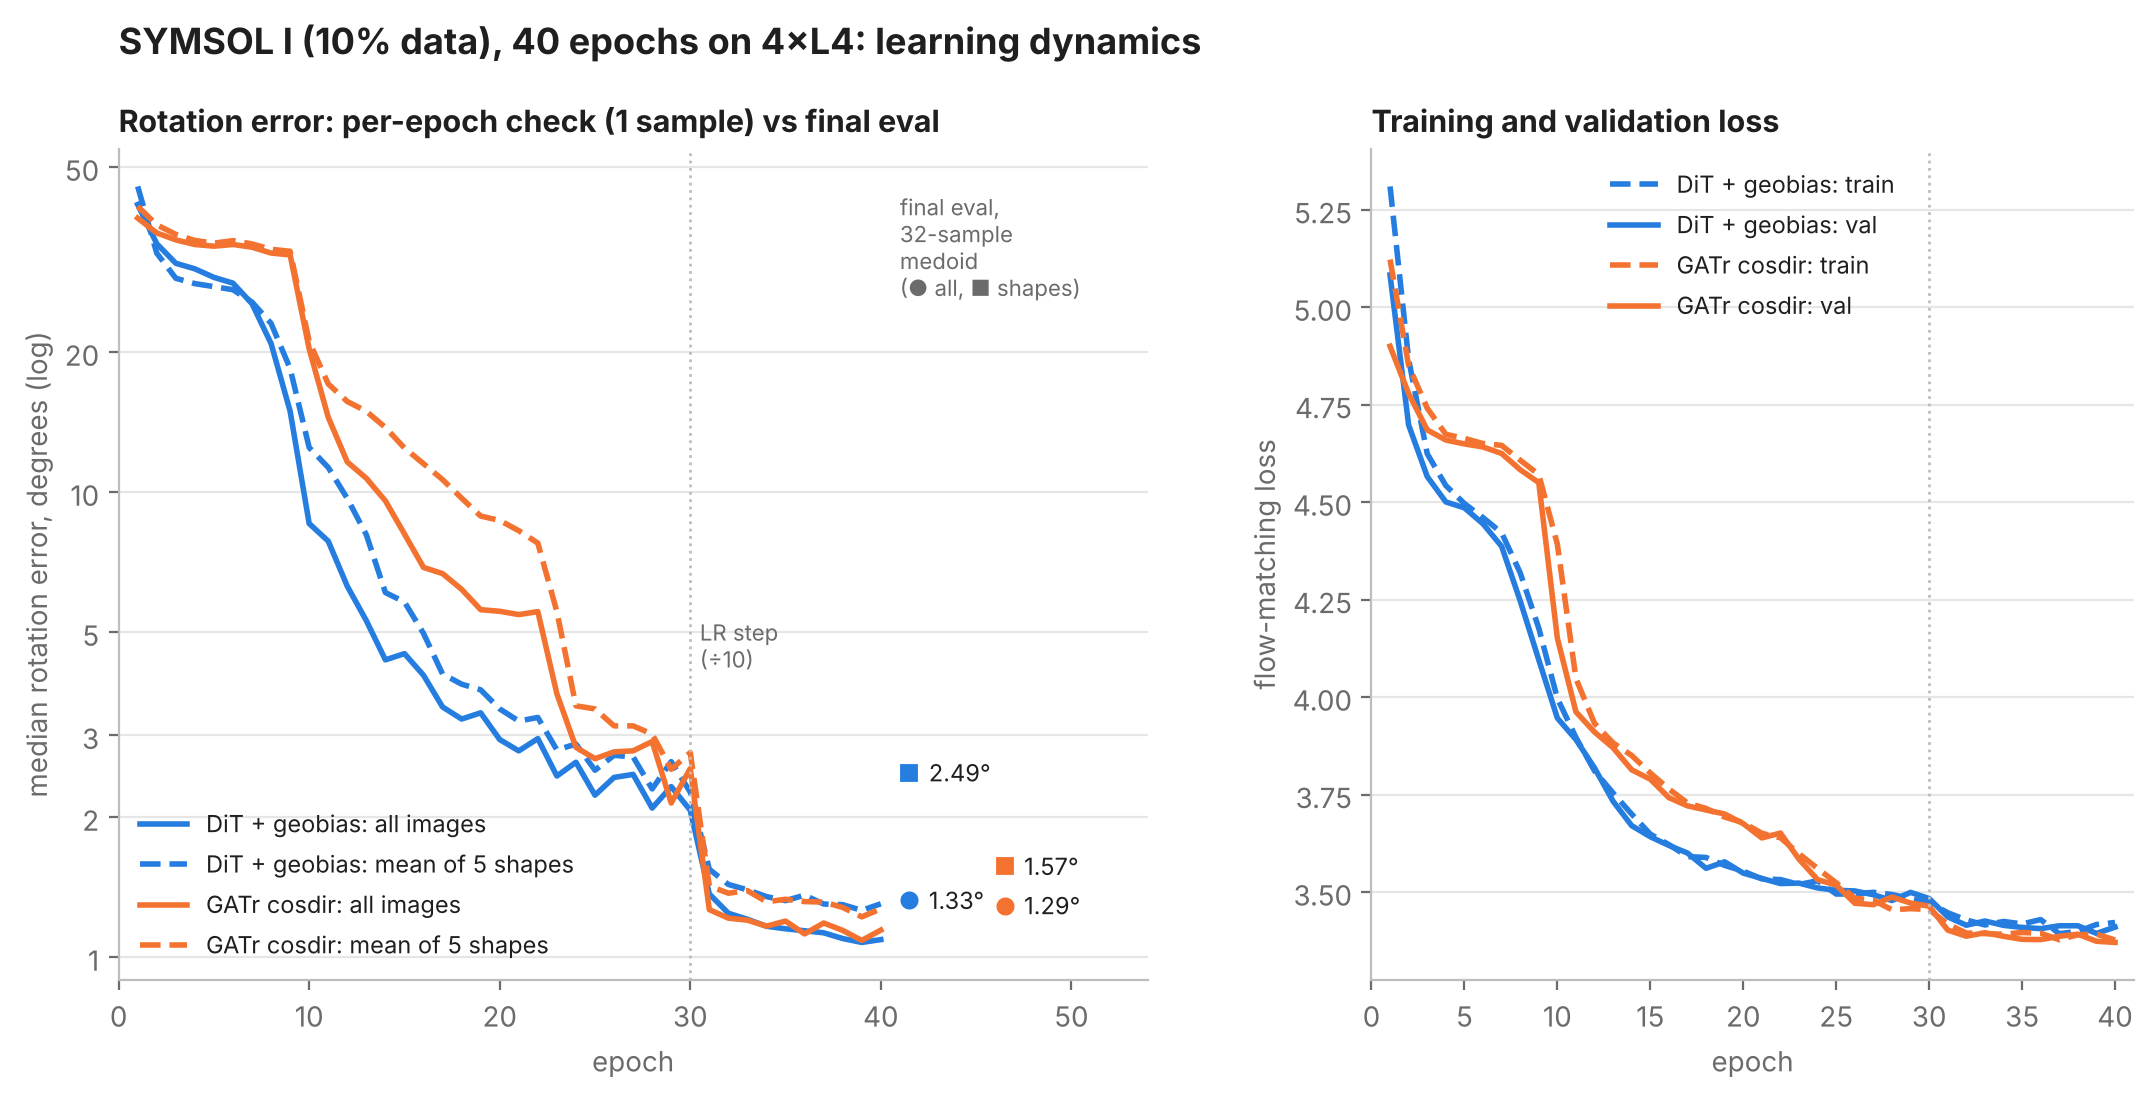 SYMSOL I (10% data), 40 epochs on 4×L4: learning dynamics
Rotation error: per-epoch check (1 sample) vs final eval
median rotation error, degrees (log)
50
20
10
5
3
2
1
final eval,
32-sample
medoid
(● all, ■ shapes)
LR step
(÷10)
2.49°
1.57°
1.33°
1.29°
DiT + geobias: all images
DiT + geobias: mean of 5 shapes
GATr cosdir: all images
GATr cosdir: mean of 5 shapes
0 10 20 30 40 50
epoch
Training and validation loss
flow-matching loss
5.25
5.00
4.75
4.50
4.25
4.00
3.75
3.50
DiT + geobias: train
DiT + geobias: val
GATr cosdir: train
GATr cosdir: val
0 5 10 15 20 25 30 35 40
epoch